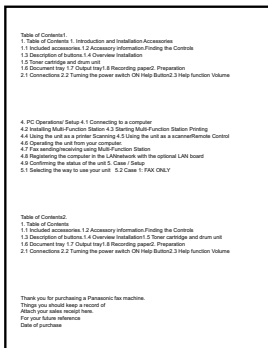 Table of Contents1.
1. Table of Contents 1. Introduction and Installation Accessories
1.1 Included accessories.1.2 Accessory information.Finding the Controls
1.3 Description of buttons.1.4 Overview Installation
1.5 Toner cartridge and drum unit
1.6 Document tray 1.7 Output tray1.8 Recording paper2. Preparation
2.1 Connections 2.2 Turning the power switch ON Help Button2.3 Help function Volume
4. PC Operations/ Setup 4.1 Connecting to a computer
4.2 Installing Multi-Function Station 4.3 Starting Multi-Function Station Printing
4.4 Using the unit as a printer Scanning 4.5 Using the unit as a scannerRemote Control
4.6 Operating the unit from your computer.
4.7 Fax sending/receiving using Multi-Function Station
4.8 Registering the computer in the LANnetwork with the optional LAN board
4.9 Confirming the status of the unit 5. Case / Setup
5.1 Selecting the way to use your unit 5.2 Case 1: FAX ONLY
Table of Contents2.
1. Table of Contents
1.1 Included accessories.1.2 Accessory information.Finding the Controls
1.3 Description of buttons.1.4 Overview Installation1.5 Toner cartridge and drum unit
1.6 Document tray 1.7 Output tray1.8 Recording paper2. Preparation
2.1 Connections 2.2 Turning the power switch ON Help Button2.3 Help function Volume
Thank you for purchasing a Panasonic fax machine.
Things you should keep a record of
Attach your sales receipt here.
For your future reference
Date of purchase